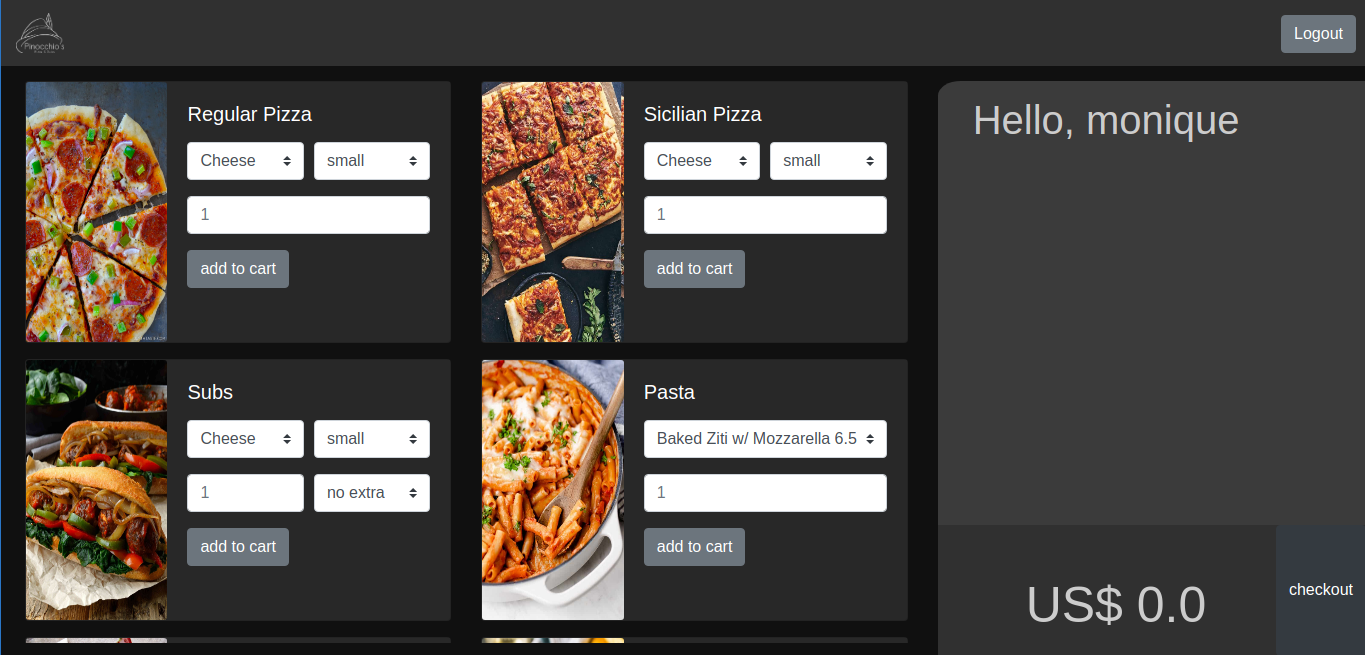 Pinocchio's
Logout
Regular Pizza
Cheese small
1
add to cart
Sicilian Pizza
Cheese small
1
add to cart
Hello, monique
Subs
Cheese small
1 no extra
add to cart
Pasta
Baked Ziti w/ Mozzarella 6.5
1
add to cart
US$ 0.0
checkout